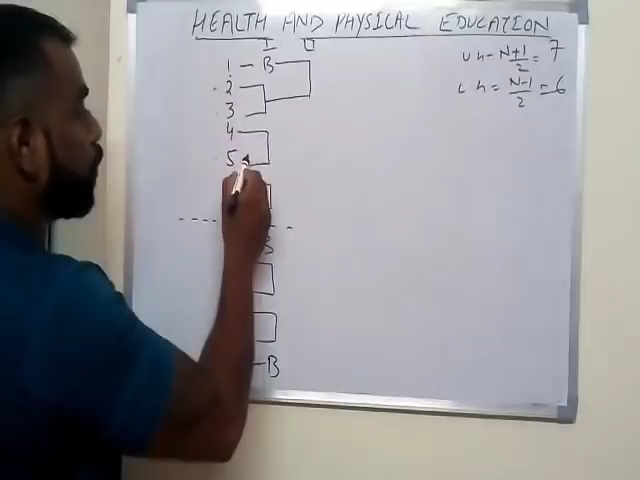 HEALTH AND PHYSICAL EDUCATION
I II
U h = N+1/2 = 7
L h = N-1/2 = 6
1 - B
2
3
4
5
B
B